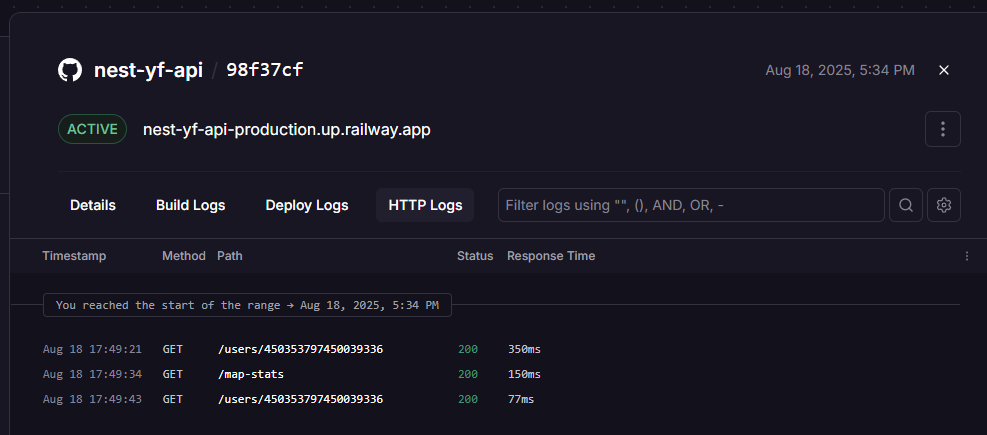 nest-yf-api / 98f37cf Aug 18, 2025, 5:34 PM
ACTIVE nest-yf-api-production.up.railway.app
Details Build Logs Deploy Logs HTTP Logs Filter logs using "", (), AND, OR, -
Timestamp Method Path Status Response Time
You reached the start of the range → Aug 18, 2025, 5:34 PM
Aug 18 17:49:21 GET /users/450353797450039336 200 350ms
Aug 18 17:49:34 GET /map-stats 200 150ms
Aug 18 17:49:43 GET /users/450353797450039336 200 77ms